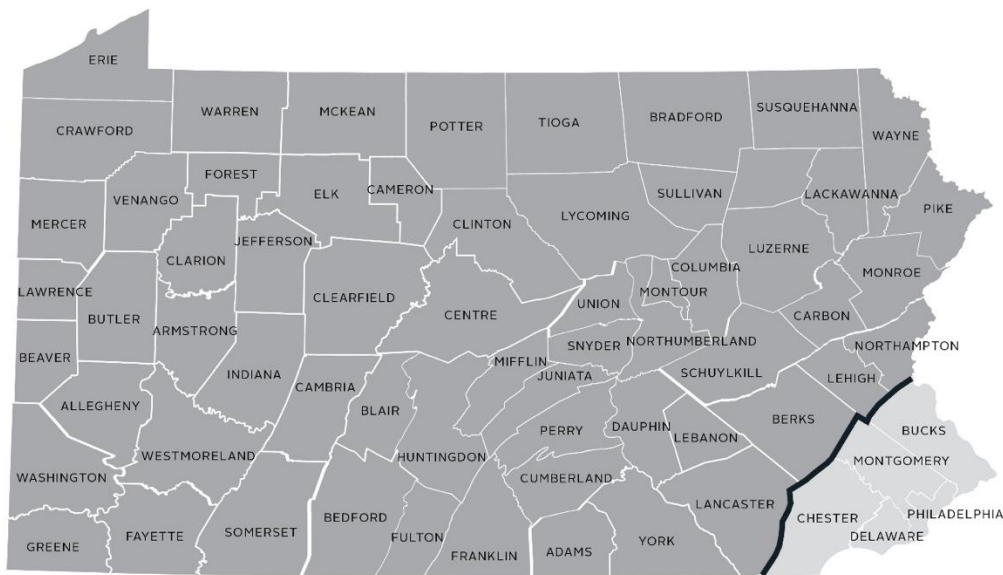 ERIE
WARREN
MCKEAN
POTTER
TIOGA
BRADFORD
SUSQUEHANNA
WAYNE
CRAWFORD
FOREST
ELK
CAMERON
VENANGO
SULLIVAN
LACKAWANNA
PIKE
MERCER
CLINTON
LYCOMING
JEFFERSON
LUZERNE
CLARION
COLUMBIA
MONROE
LAWRENCE
CLEARFIELD
MONTOUR
BUTLER
ARMSTRONG
CENTRE
UNION
CARBON
BEAVER
SNYDER
NORTHUMBERLAND
NORTHAMPTON
MIFFLIN
INDIANA
JUNIATA
SCHUYLKILL
LEHIGH
CAMBRIA
ALLEGHENY
BLAIR
BERKS
PERRY
DAUPHIN
LEBANON
BUCKS
WESTMORELAND
HUNTINGDON
MONTGOMERY
WASHINGTON
CUMBERLAND
LANCASTER
CHESTER
PHILADELPHIA
FAYETTE
SOMERSET
BEDFORD
FULTON
DELAWARE
GREENE
FRANKLIN
ADAMS
YORK